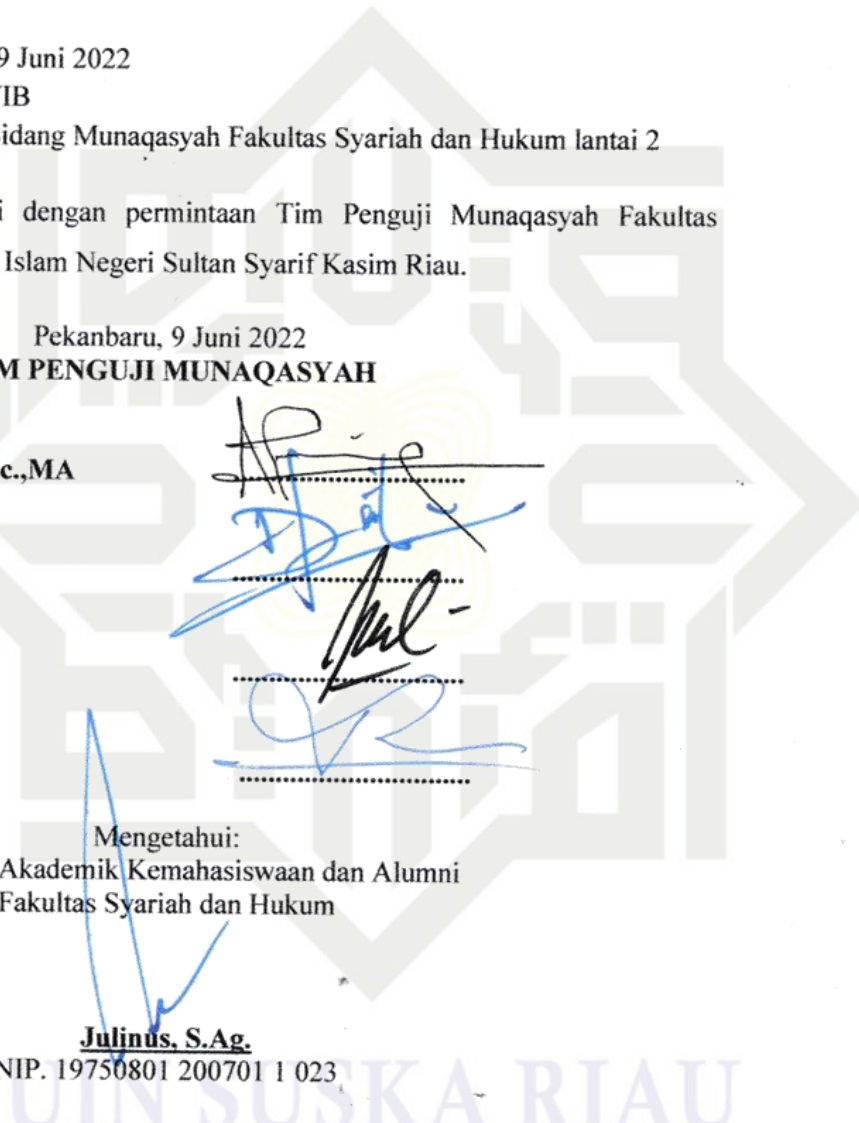 9 Juni 2022
IB
idang Munaqasyah Fakultas Syariah dan Hukum lantai 2
i dengan permintaan Tim Penguji Munaqasyah Fakultas
Islam Negeri Sultan Syarif Kasim Riau.
Pekanbaru, 9 Juni 2022
M PENGUJI MUNAQASYAH
c.,MA
Mengetahui:
Akademik Kemahasiswaan dan Alumni
Fakultas Syariah dan Hukum
Julinus, S.Ag.
NIP. 19750801 200701 1 023
UIN SUSKA RIAU